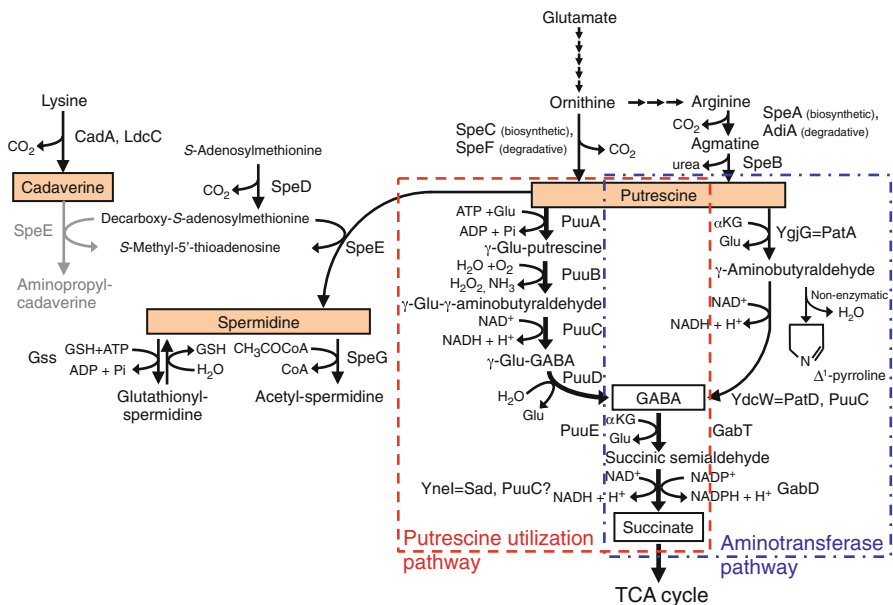 Glutamate
Lysine
CO2
CadA, LdcC
Cadaverine
SpeE
Aminopropyl-
cadaverine
S-Adenosylmethionine
CO2
SpeD
Decarboxy-S-adenosylmethionine
S-Methyl-5'-thioadenosine
SpeE
Ornithine
Arginine
SpeC (biosynthetic),
SpeF (degradative)
CO2
CO2
SpeA (biosynthetic),
AdiA (degradative)
Agmatine
urea
SpeB
Putrescine
Spermidine
Gss
GSH+ATP
ADP + Pi
GSH
H2O
Glutathionyl-
spermidine
CH3COCoA
CoA
SpeG
Acetyl-spermidine
ATP +Glu
ADP + Pi
PuuA
γ-Glu-putrescine
H2O +O2
H2O2, NH3
PuuB
γ-Glu-γ-aminobutyraldehyde
NAD+
NADH + H+
PuuC
γ-Glu-GABA
PuuD
H2O
Glu
αKG
Glu
YgjG=PatA
γ-Aminobutyraldehyde
NAD+
NADH + H+
Non-enzymatic
H2O
N
Δ1-pyrroline
YdcW=PatD, PuuC
GABA
PuuE
αKG
Glu
GabT
Succinic semialdehyde
YneI=Sad, PuuC?
NAD+
NADH + H+
NADP+
NADPH + H+
GabD
Succinate
Putrescine utilization
pathway
Aminotransferase
pathway
TCA cycle